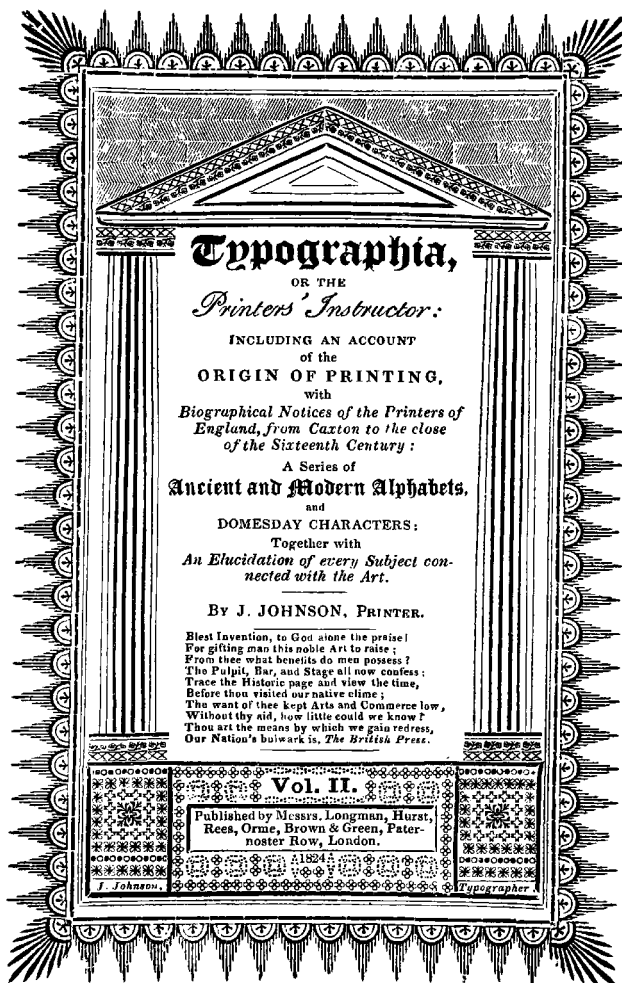 Typographia,
OR THE
Printers' Instructor:
INCLUDING AN ACCOUNT
of the
ORIGIN OF PRINTING,
with
Biographical Notices of the Printers of
England, from Caxton to the close
of the Sixteenth Century:
A Series of
Ancient and Modern Alphabets,
and
DOMESDAY CHARACTERS:
Together with
An Elucidation of every Subject con-
nected with the Art.
BY J. JOHNSON, PRINTER.
Blest Invention, to God alone the praise!
For gifting man this noble Art to raise;
From thee what benefits do men possess?
The Pulpit, Bar, and Stage all now confess:
Trace the Historic page and view the time,
Before thou visited our native clime;
The want of thee kept Arts and Commerce low,
Without thy aid, how little could we know?
Thou art the means by which we gain redress,
Our Nation's bulwark is, The British Press.
Vol. II.
Published by Messrs. Longman, Hurst,
Rees, Orme, Brown & Green, Pater-
noster Row, London.
1824
J. Johnson,
Typographer.